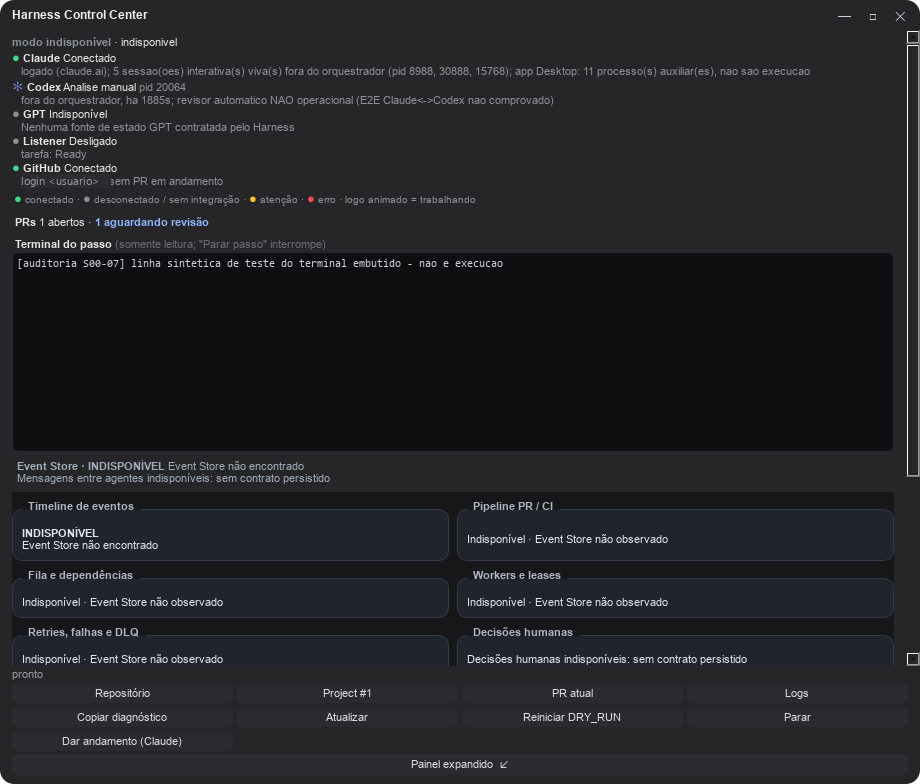 Harness Control Center
modo indisponível · indisponivel
Claude Conectado
logado (claude.ai); 5 sessao(oes) interativa(s) viva(s) fora do orquestrador (pid 8988, 30888, 15768); app Desktop: 11 processo(s) auxiliar(es), nao sao execucao
Codex Analise manual pid 20064
fora do orquestrador, ha 1885s; revisor automatico NAO operacional (E2E Claude<->Codex nao comprovado)
GPT Indisponível
Nenhuma fonte de estado GPT contratada pelo Harness
Listener Desligado
tarefa: Ready
GitHub Conectado
login <usuario> sem PR em andamento
conectado · desconectado / sem integração · atenção · erro · logo animado = trabalhando
PRs 1 abertos · 1 aguardando revisão
Terminal do passo (somente leitura; "Parar passo" interrompe)
[auditoria S00-07] linha sintetica de teste do terminal embutido - nao e execucao
Event Store · INDISPONÍVEL Event Store não encontrado
Mensagens entre agentes indisponíveis: sem contrato persistido
Timeline de eventos
INDISPONÍVEL
Event Store não encontrado
Pipeline PR / CI
Indisponível · Event Store não observado
Fila e dependências
Indisponível · Event Store não observado
Workers e leases
Indisponível · Event Store não observado
Retries, falhas e DLQ
Indisponível · Event Store não observado
Decisões humanas
Decisões humanas indisponíveis: sem contrato persistido
pronto
Repositório
Project #1
PR atual
Logs
Copiar diagnóstico
Atualizar
Reiniciar DRY_RUN
Parar
Dar andamento (Claude)
Painel expandido ↙